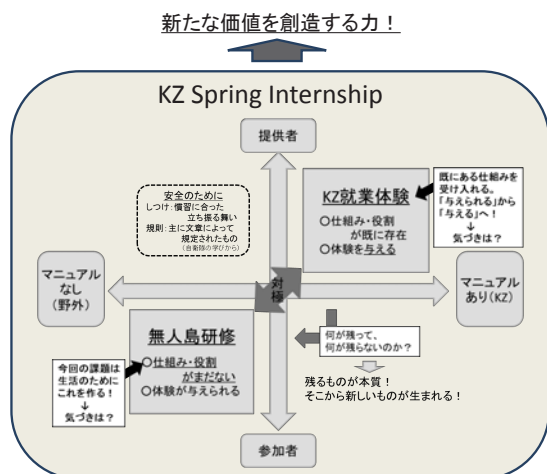 新たな価値を創造する力！
KZ Spring Internship
提供者
安全のために
しつけ：慣習に合った
立ち振る舞い
規則：主に文章によって
規定されたもの
（自衛隊の学びから）
KZ就業体験
○仕組み・役割
が既に存在
○体験を与える
既にある仕組みを
受け入れる。
「与えられる」から
「与える」へ！
↓
気づきは？
マニュアル
なし
（野外）
対極
マニュアル
あり（KZ）
無人島研修
○仕組み・役割
がまだない
○体験が与えられる
今回の課題は
生活のために
これを作る！
↓
気づきは？
何が残って、
何が残らないのか？
残るものが本質！
そこから新しいものが生まれる！
参加者